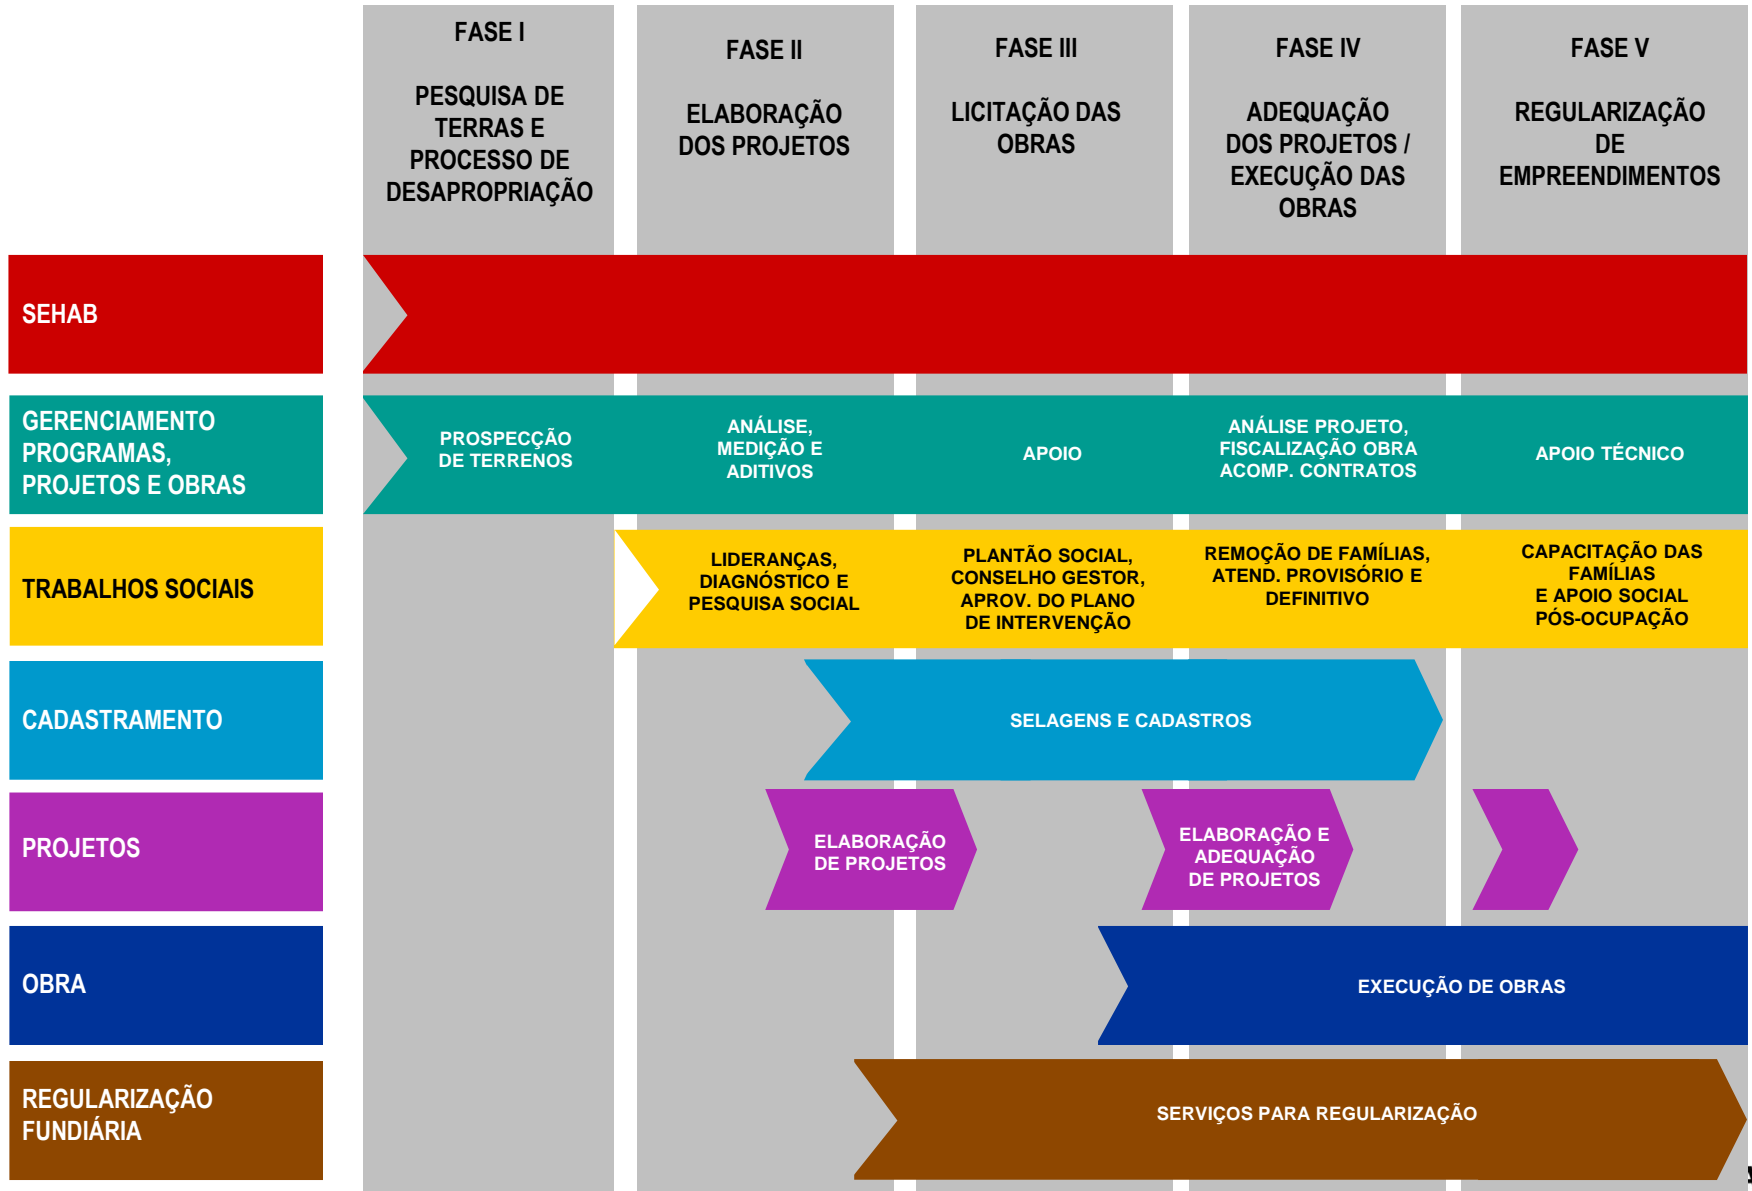 FASE I
PESQUISA DE
TERRAS E
PROCESSO DE
DESAPROPRIAÇÃO
FASE II
ELABORAÇÃO
DOS PROJETOS
FASE III
LICITAÇÃO DAS
OBRAS
FASE IV
ADEQUAÇÃO
DOS PROJETOS /
EXECUÇÃO DAS
OBRAS
FASE V
REGULARIZAÇÃO
DE
EMPREENDIMENTOS
SEHAB
GERENCIAMENTO
PROGRAMAS,
PROJETOS E OBRAS
PROSPECÇÃO
DE TERRENOS
ANÁLISE,
MEDIÇÃO E
ADITIVOS
APOIO
ANÁLISE PROJETO,
FISCALIZAÇÃO OBRA
ACOMP. CONTRATOS
APOIO TÉCNICO
TRABALHOS SOCIAIS
LIDERANÇAS,
DIAGNÓSTICO E
PESQUISA SOCIAL
PLANTÃO SOCIAL,
CONSELHO GESTOR,
APROV. DO PLANO
DE INTERVENÇÃO
REMOÇÃO DE FAMÍLIAS,
ATEND. PROVISÓRIO E
DEFINITIVO
CAPACITAÇÃO DAS
FAMÍLIAS
E APOIO SOCIAL
PÓS-OCUPAÇÃO
CADASTRAMENTO
SELAGENS E CADASTROS
PROJETOS
ELABORAÇÃO
DE PROJETOS
ELABORAÇÃO E
ADEQUAÇÃO
DE PROJETOS
OBRA
EXECUÇÃO DE OBRAS
REGULARIZAÇÃO
FUNDIÁRIA
SERVIÇOS PARA REGULARIZAÇÃO